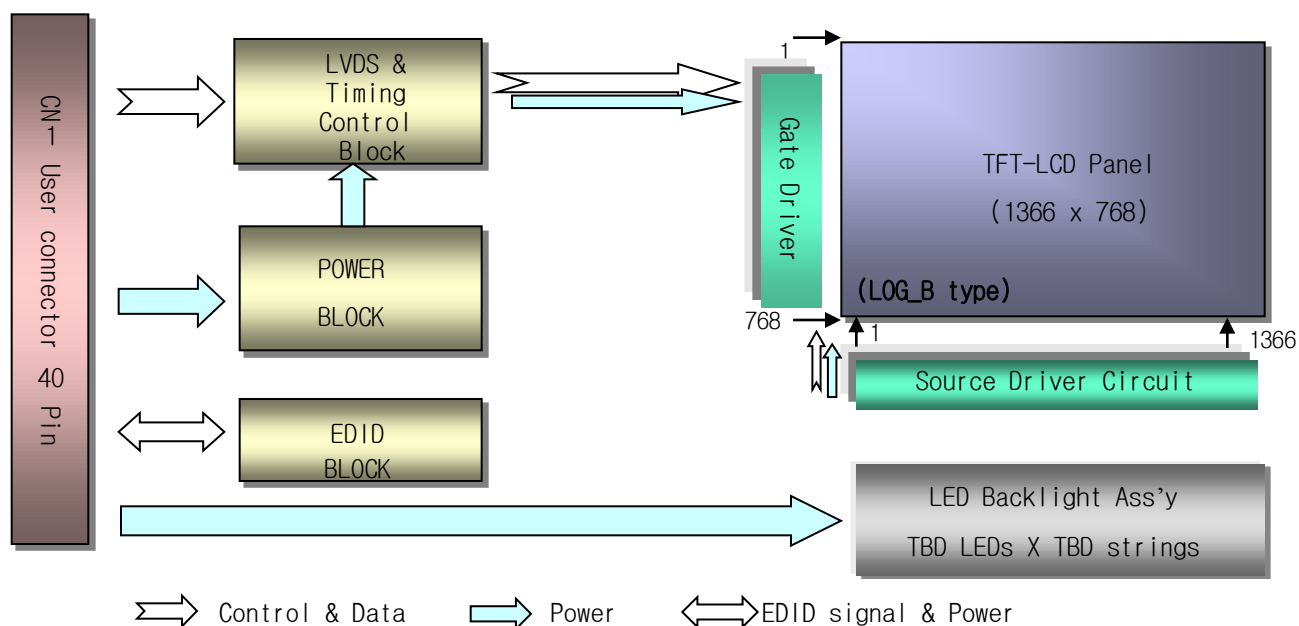 CN-1 User connector 40 Pin
LVDS &
Timing
Control
Block
POWER
BLOCK
EDID
BLOCK
1
Gate Driver
768
TFT-LCD Panel
(1366 x 768)
(LOG_B type)
1
1366
Source Driver Circuit
LED Backlight Ass’y
TBD LEDs X TBD strings
Control & Data
Power
EDID signal & Power